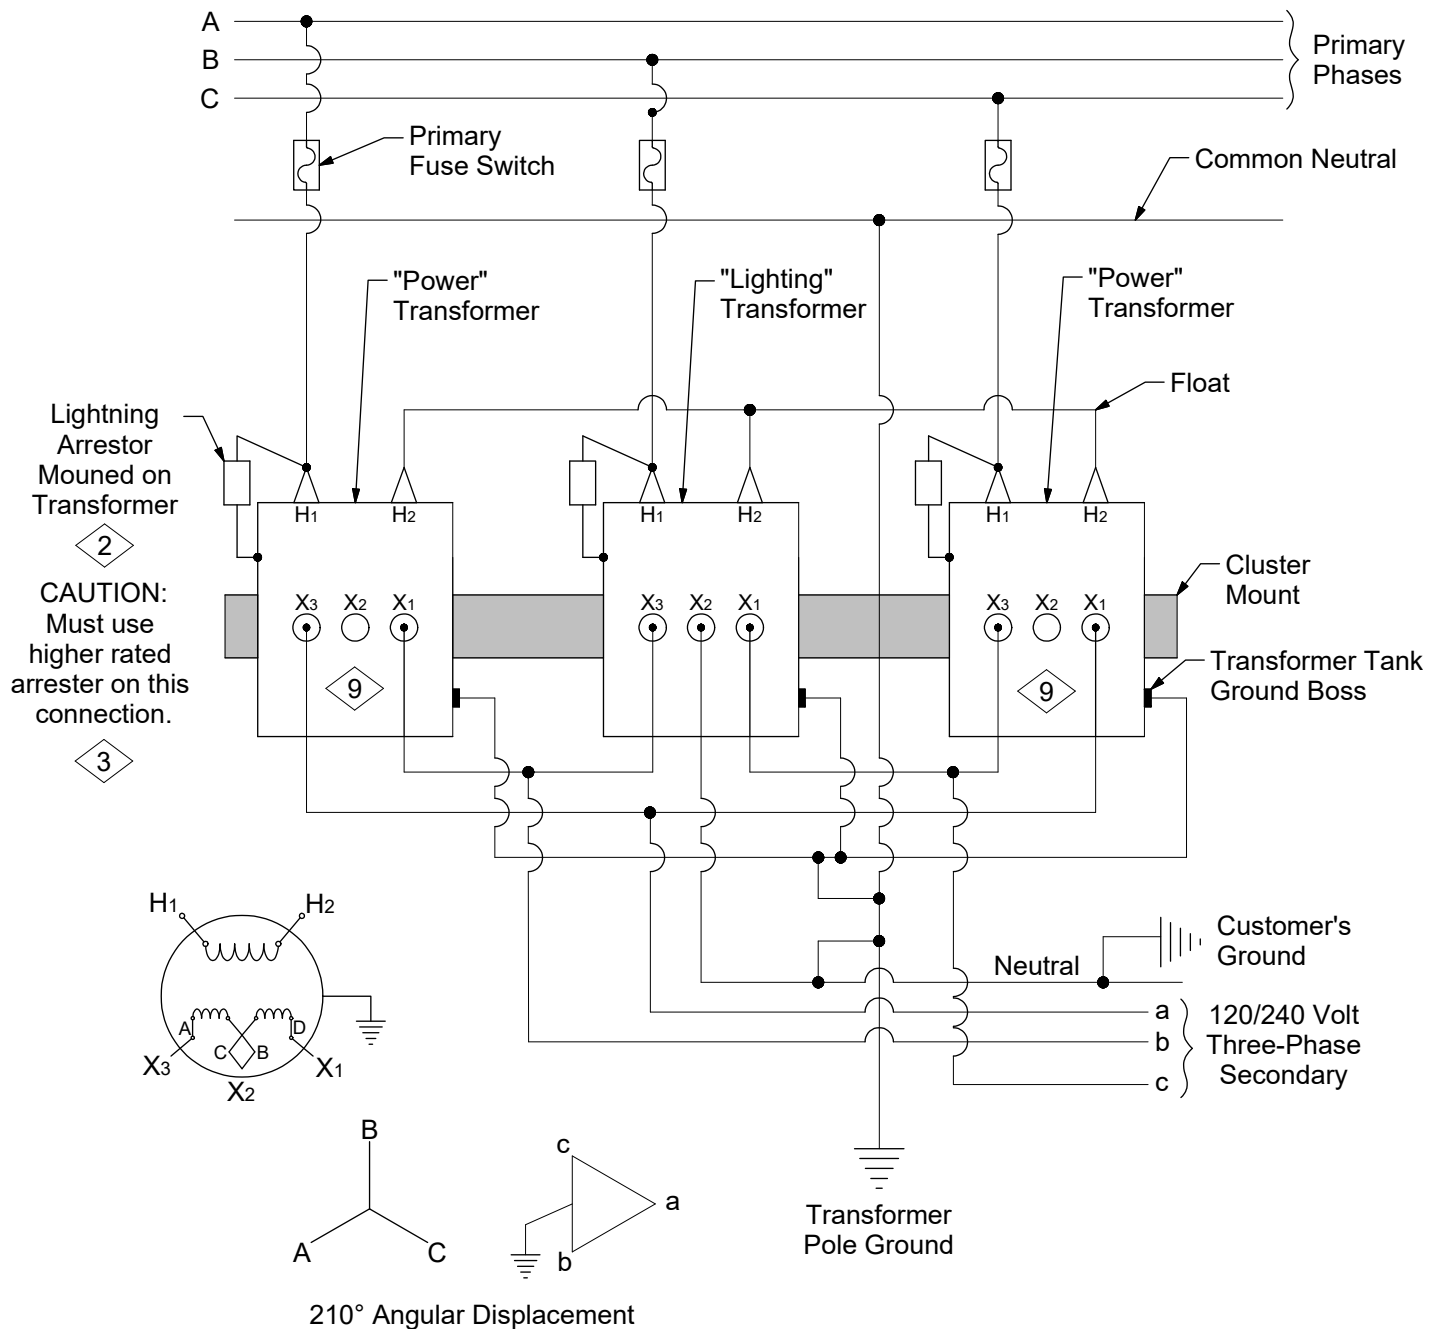 A
B
C
Primary
Phases
Primary
Fuse Switch
Common Neutral
"Power"
Transformer
"Lighting"
Transformer
"Power"
Transformer
Float
Lightning
Arrestor
Mouned on
Transformer
2
CAUTION:
Must use
higher rated
arrester on this
connection.
3
H1 H2
H1 H2
H1 H2
X3 X2 X1
X3 X2 X1
X3 X2 X1
9
9
Cluster
Mount
Transformer Tank
Ground Boss
H1 H2
A D
C B
X3 X1
X2
Customer's
Ground
Neutral
a
b
c
120/240 Volt
Three-Phase
Secondary
B
A C
c
a
b
Transformer
Pole Ground
210° Angular Displacement